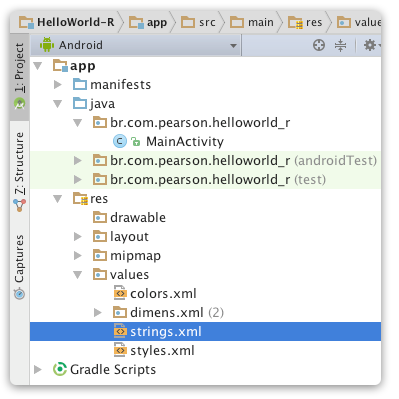 HelloWorld-R app src main res value
Android
1: Project
7: Structure
Captures
app
manifests
java
br.com.pearson.helloworld_r
MainActivity
br.com.pearson.helloworld_r (androidTest)
br.com.pearson.helloworld_r (test)
res
drawable
layout
mipmap
values
colors.xml
dimens.xml (2)
strings.xml
styles.xml
Gradle Scripts